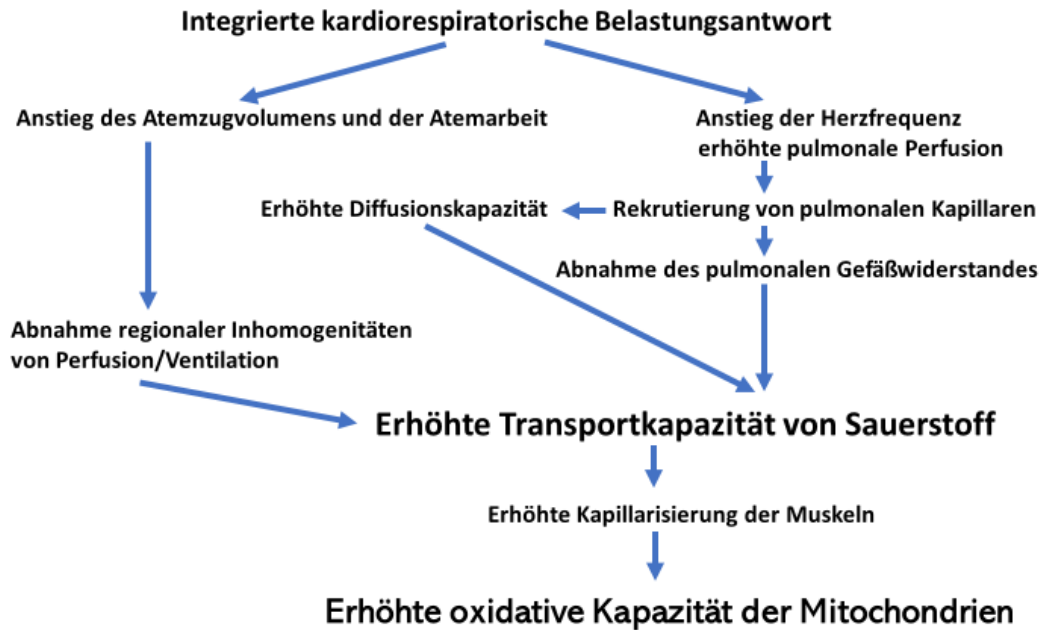 Integrierte kardiorespiratorische Belastungsantwort
Anstieg des Atemzugvolumens und der Atemarbeit
Anstieg der Herzfrequenz
erhöhte pulmonale Perfusion
Erhöhte Diffusionskapazität
Rekrutierung von pulmonalen Kapillaren
Abnahme des pulmonalen Gefäßwiderstandes
Abnahme regionaler Inhomogenitäten
von Perfusion/Ventilation
Erhöhte Transportkapazität von Sauerstoff
Erhöhte Kapillarisierung der Muskeln
Erhöhte oxidative Kapazität der Mitochondrien